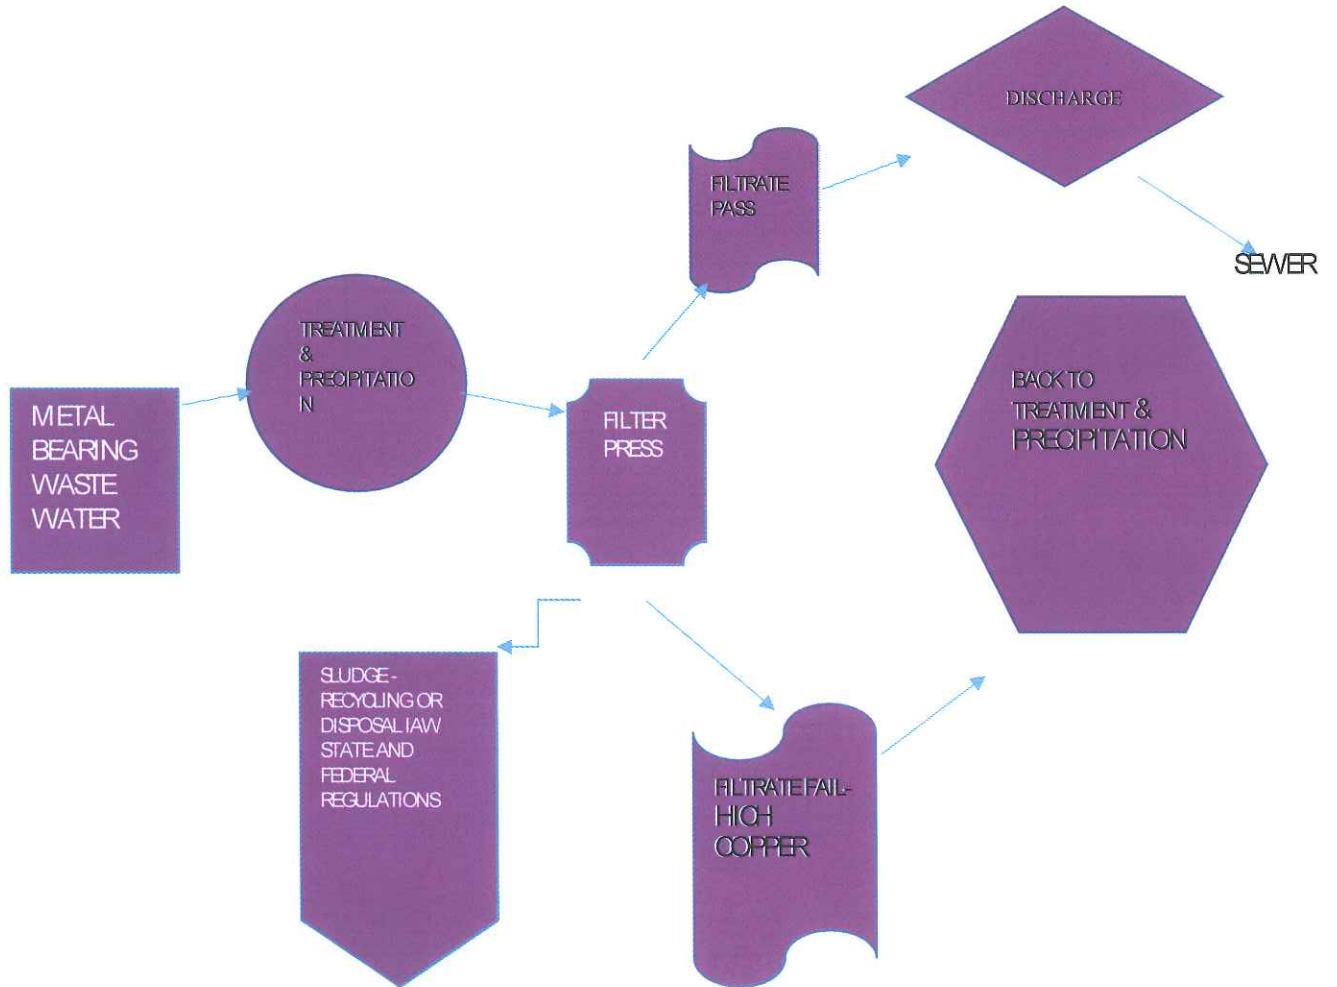 DISCHARGE
FILTRATE
PASS
SEWER
TREATMENT
&
PRECIPITATIO
N
METAL
BEARING
WASTE
WATER
FILTER
PRESS
BACK TO
TREATMENT &
PRECIPITATION
SLUDGE -
RECYCLING OR
DISPOSAL IAW
STATE AND
FEDERAL
REGULATIONS
FILTRATE FAIL-
HIGH
COPPER